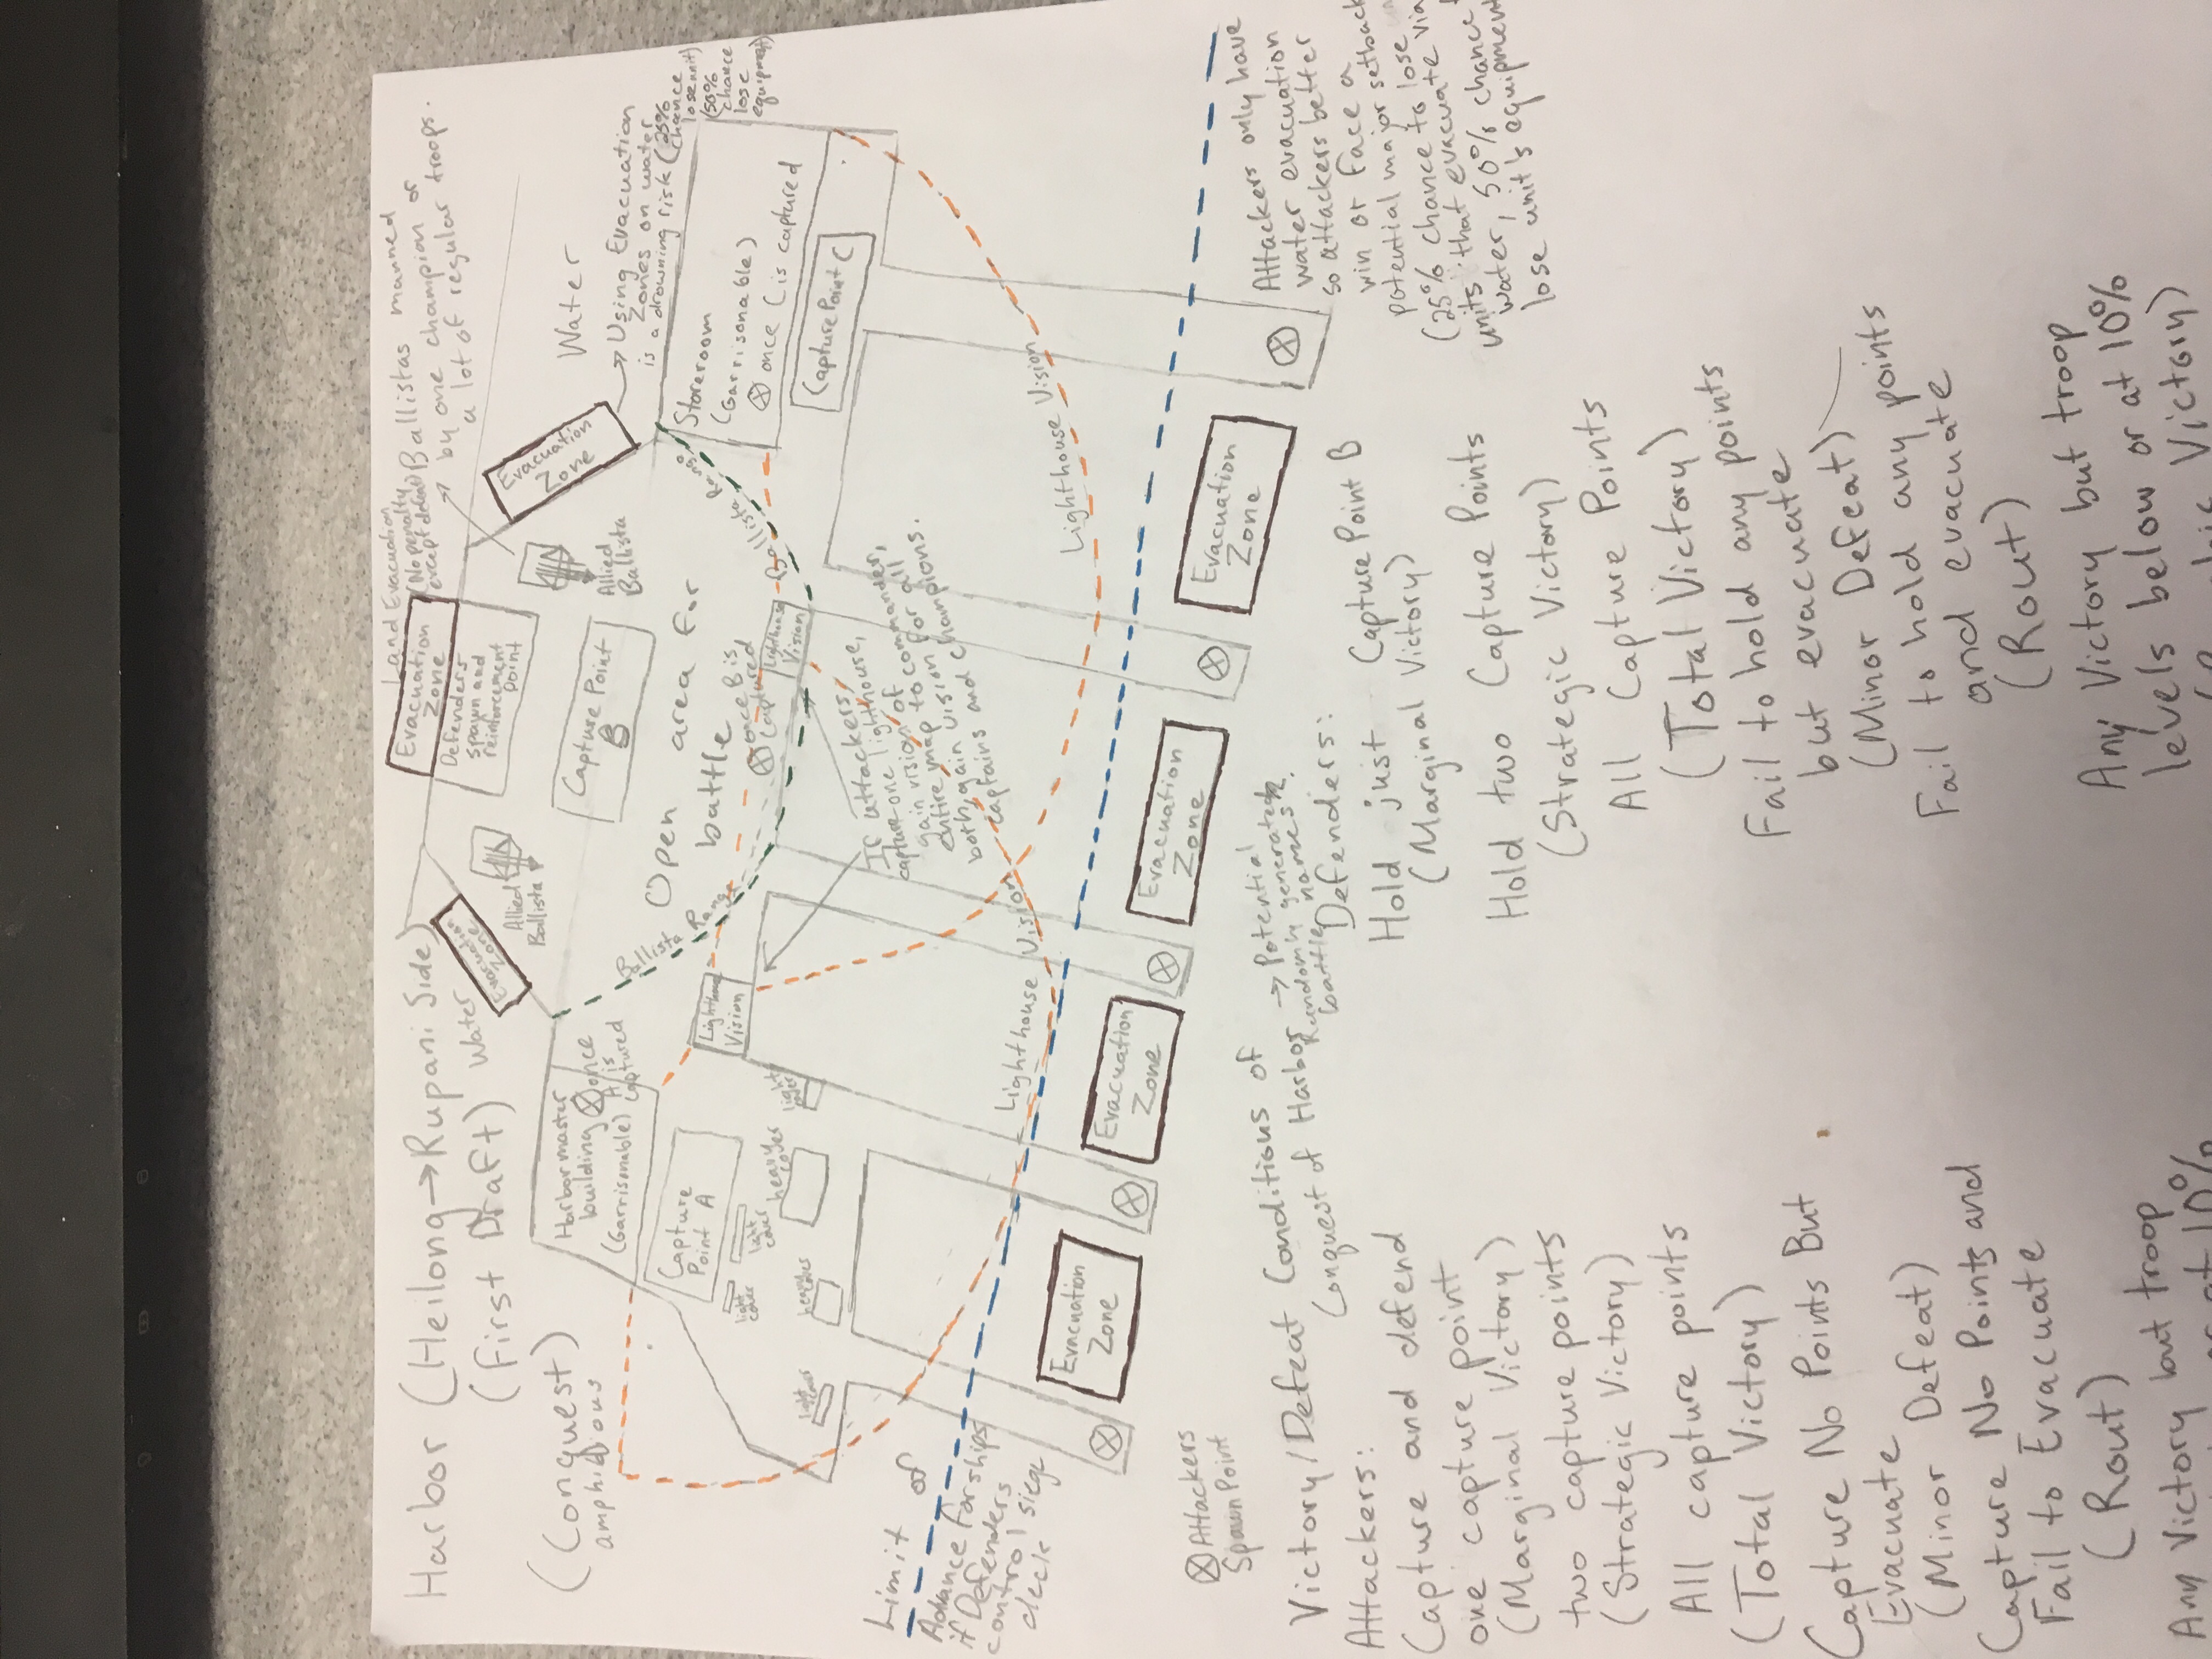 Harbor (Heilong→Rupani Side)
(First Draft)
(Conquest)
amphibious
Water
Evacuation
Zone
Allied
Ballista
Land Evacuation
(No penalty
except defeat)
Evacuation
Zone
Defenders
spawn and
reinforcement
point
Ballistas manned
by one champion or
a lot of regular troops.
Allied
Ballista
Evacuation
Zone
Water
→ Using Evacuation
Zones on water
is a drowning risk (25%
chance
lose unit)
(50%
chance
lose
equipment)
Harbormaster
building ⊗ once
(Garrisonable) A is
captured
Capture
Point A
light
cover
light
cover
heavy
cover
light
cover
heavy
cover
light
cover
Capture Point
B
Ballista Range
Open area for
battle
Ballista Range
Lighthouse
Vision
⊗ once B is
captured
Lighthouse
Vision
Storeroom
(Garrisonable)
⊗ once C is captured
Capture Point C
If attackers,
capture one lighthouse,
gain vision of
entire map to commander,
both, gain vision for all
captains and champions.
Limit of
Advance for ships
if Defenders
control siege
deck
Lighthouse Vision
Lighthouse Vision
Evacuation
Zone
Evacuation
Zone
Evacuation
Zone
Evacuation
Zone
⊗ Attackers
Spawn Point
Attackers only have
water evacuation
so attackers better
win or face a
potential major setback
(25% chance to lose
units that evacuate via
water, 50% chance
lose unit's equipment
Victory/Defeat Conditions of
Conquest of Harbor → Potential
Randomly generated
battle names?
Attackers:
Capture and defend
one capture point
(Marginal Victory)
two capture points
(Strategic Victory)
All capture points
(Total Victory)
Capture No Points But
Evacuate
(Minor Defeat)
Capture No Points and
Fail to Evacuate
(Rout)
Any Victory but troop
or at 10%
Defenders:
Hold just Capture Point B
(Marginal Victory)
Hold two Capture Points
(Strategic Victory)
All Capture Points
(Total Victory)
Fail to hold any points
but evacuate
(Minor Defeat)
Fail to hold any points
and evacuate
(Rout)
Any Victory but troop
levels below or at 10%
Victory)